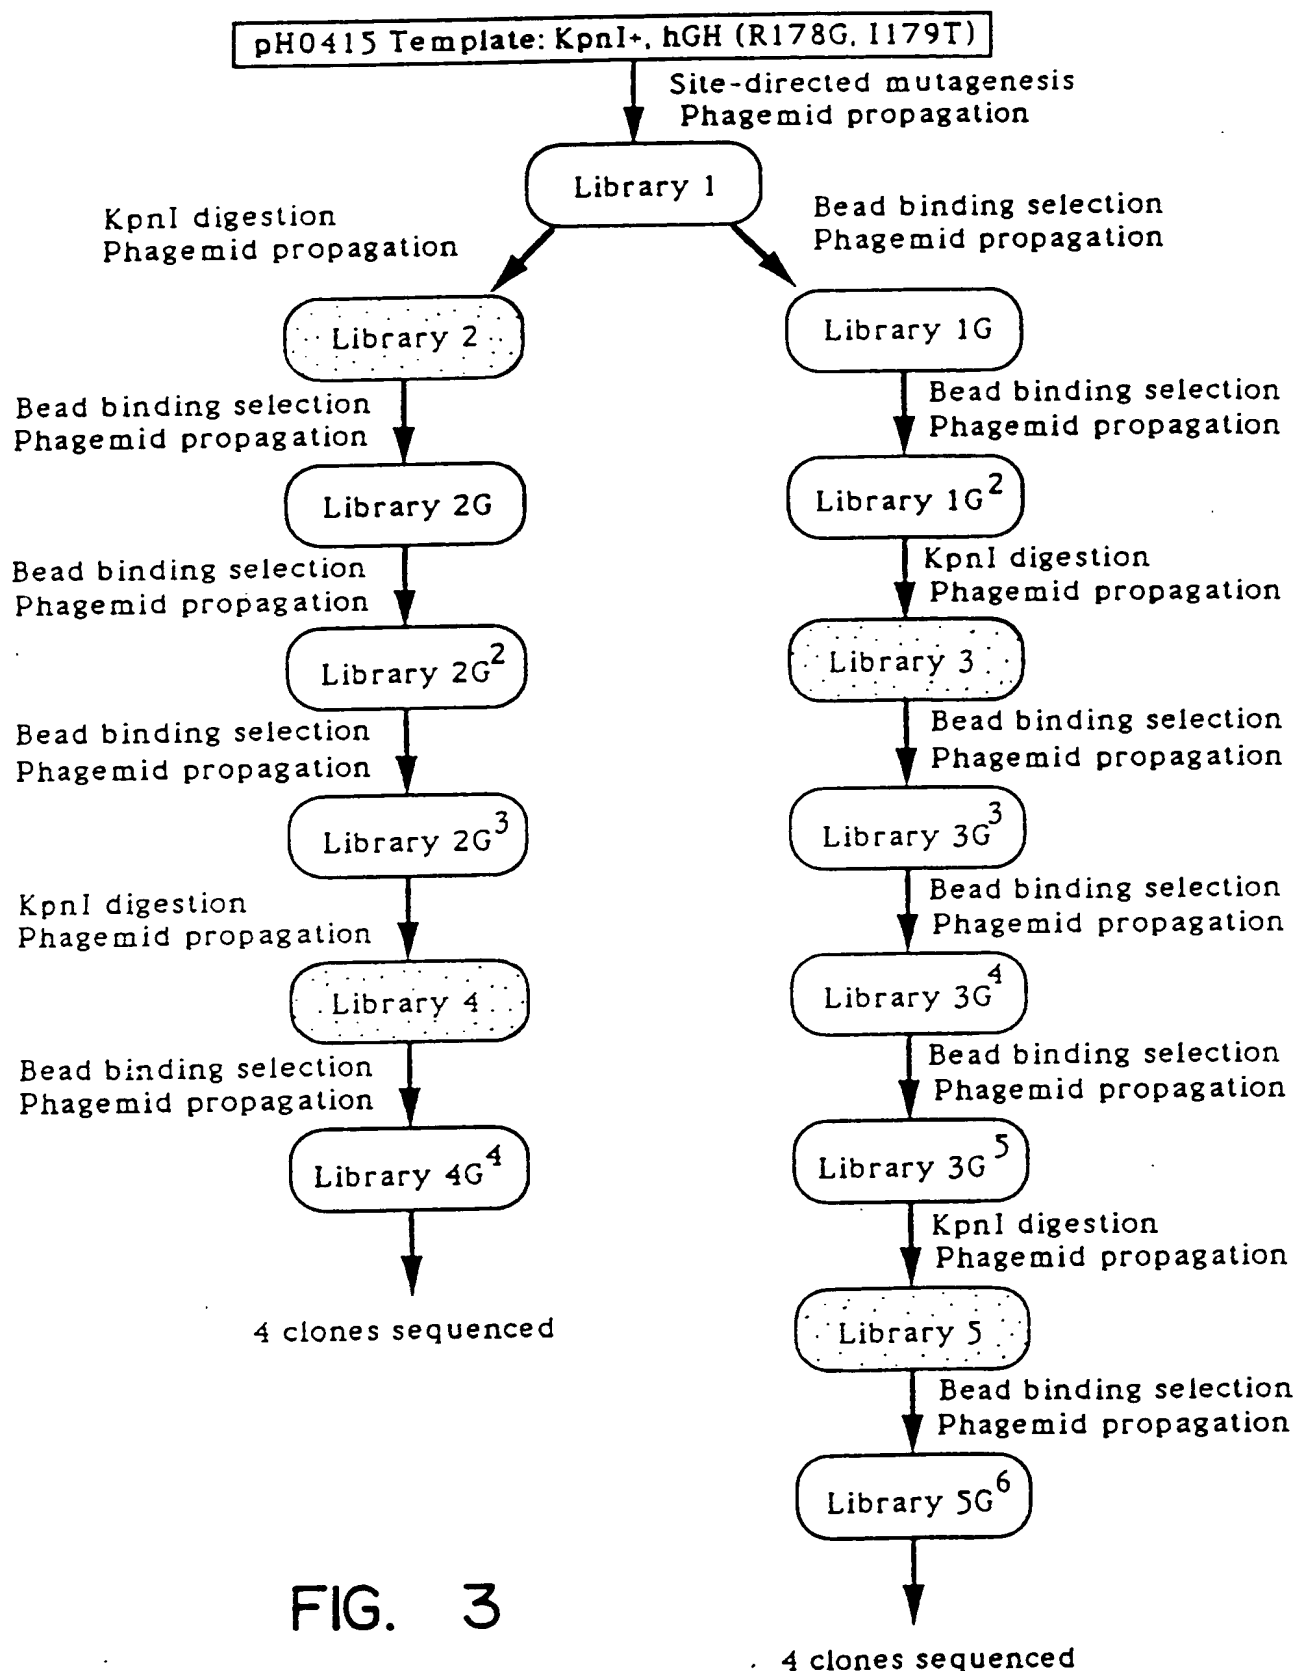 pH0415 Template: KpnI+, hGH (R178G, I179T)
Site-directed mutagenesis
Phagemid propagation
Library 1
KpnI digestion
Phagemid propagation
Bead binding selection
Phagemid propagation
Library 2
Bead binding selection
Phagemid propagation
Library 2G
Bead binding selection
Phagemid propagation
Library 2G²
Bead binding selection
Phagemid propagation
Library 2G³
KpnI digestion
Phagemid propagation
Library 4
Bead binding selection
Phagemid propagation
Library 4G⁴
4 clones sequenced
Library 1G
Bead binding selection
Phagemid propagation
Library 1G²
KpnI digestion
Phagemid propagation
Library 3
Bead binding selection
Phagemid propagation
Library 3G³
Bead binding selection
Phagemid propagation
Library 3G⁴
Bead binding selection
Phagemid propagation
Library 3G⁵
KpnI digestion
Phagemid propagation
Library 5
Bead binding selection
Phagemid propagation
Library 5G⁶
4 clones sequenced
FIG. 3